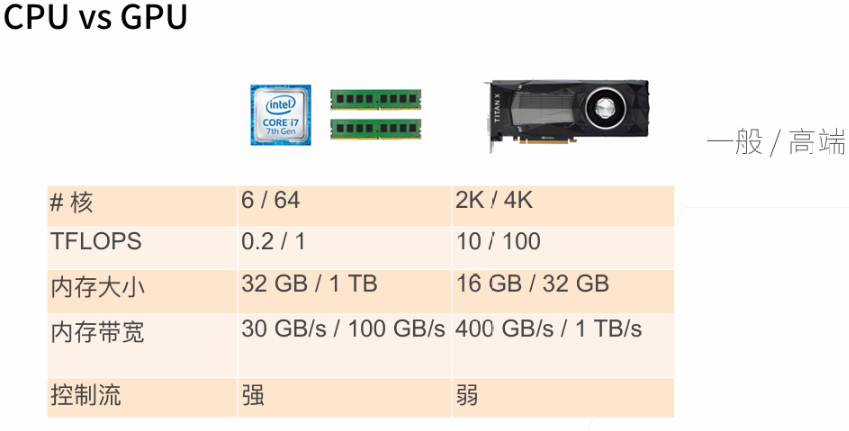 CPU vs GPU
intel
CORE i7
7th Gen
TITAN X
一般 / 高端
# 核 6 / 64 2K / 4K
TFLOPS 0.2 / 1 10 / 100
内存大小 32 GB / 1 TB 16 GB / 32 GB
内存带宽 30 GB/s / 100 GB/s 400 GB/s / 1 TB/s
控制流 强 弱